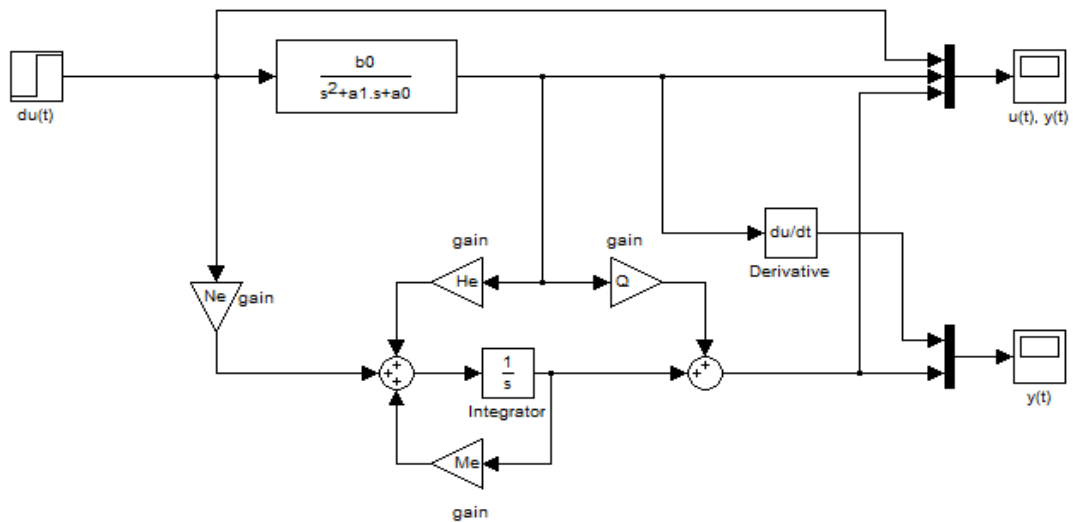 b0
s2+a1.s+a0
du(t)
u(t), y(t)
gain
gain
du/dt
Derivative
He
Q
Ne
gain
1
s
Integrator
y(t)
Me
gain